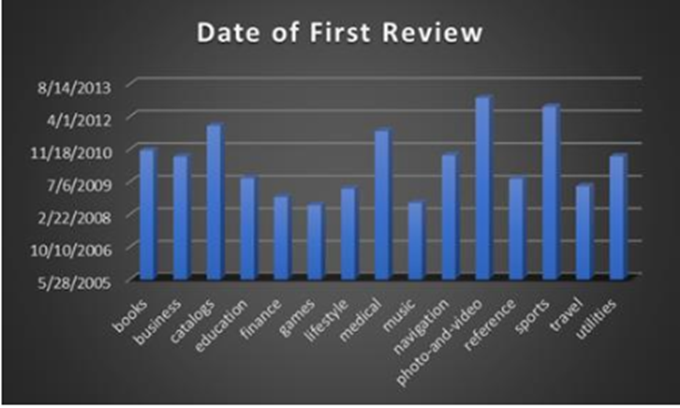 Date of First Review
8/14/2013
4/1/2012
11/18/2010
7/6/2009
2/22/2008
10/10/2006
5/28/2005
books
business
catalogs
education
finance
games
lifestyle
medical
music
navigation
photo-and-video
reference
sports
travel
utilities